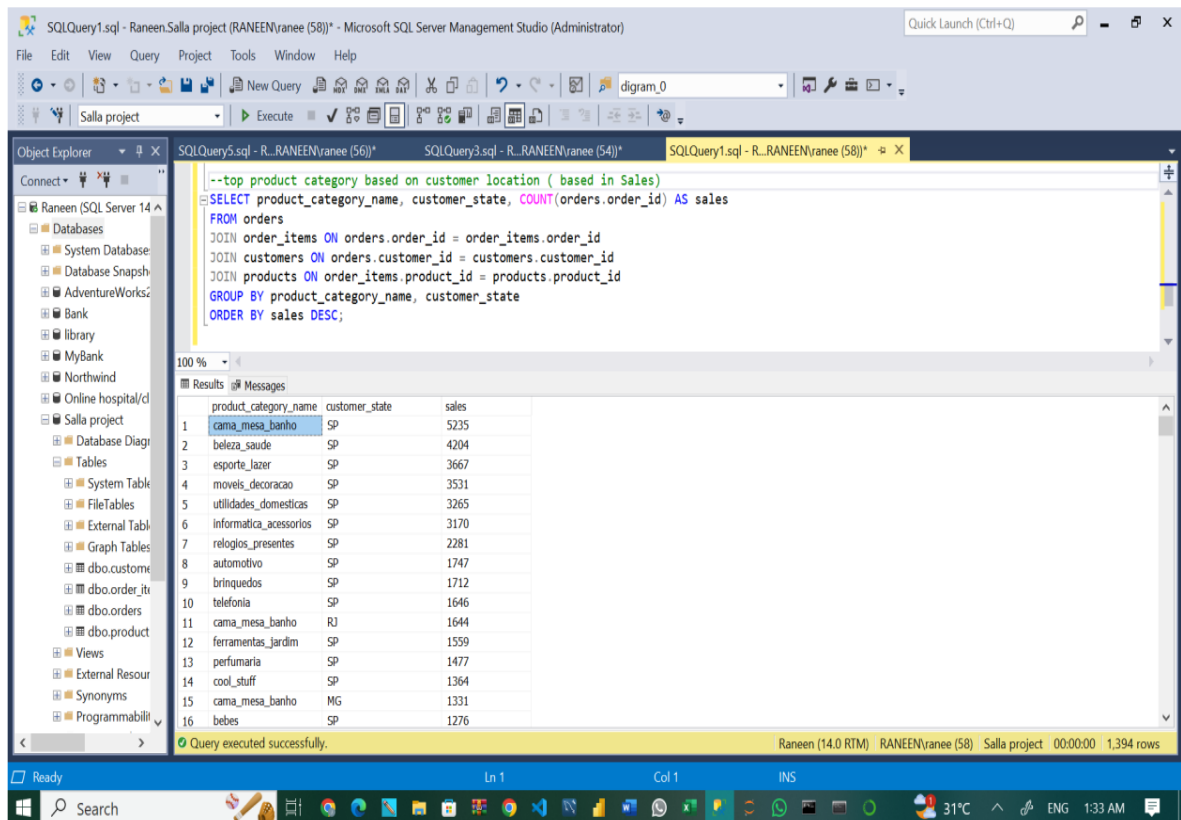 SQLQuery1.sql - Raneen.Salla project (RANEEN\ranee (58))* - Microsoft SQL Server Management Studio (Administrator)
Quick Launch (Ctrl+Q)
File Edit View Query Project Tools Window Help
New Query MDX DMX XMLA DAX digram_0
Salla project Execute
Object Explorer
SQLQuery5.sql - R...RANEEN\ranee (56))* SQLQuery3.sql - R...RANEEN\ranee (54))* SQLQuery1.sql - R...RANEEN\ranee (58))*
Connect
Raneen (SQL Server 14
Databases
System Database
Database Snapsh
AdventureWorks2
Bank
library
MyBank
Northwind
Online hospital/cl
Salla project
Database Diagr
Tables
System Table
FileTables
External Tabl
Graph Tables
dbo.custome
dbo.order_ite
dbo.orders
dbo.product
Views
External Resour
Synonyms
Programmabilit
--top product category based on customer location ( based in Sales)
SELECT product_category_name, customer_state, COUNT(orders.order_id) AS sales
FROM orders
JOIN order_items ON orders.order_id = order_items.order_id
JOIN customers ON orders.customer_id = customers.customer_id
JOIN products ON order_items.product_id = products.product_id
GROUP BY product_category_name, customer_state
ORDER BY sales DESC;
100 %
Results Messages
product_category_name customer_state sales
1 cama_mesa_banho SP 5235
2 beleza_saude SP 4204
3 esporte_lazer SP 3667
4 moveis_decoracao SP 3531
5 utilidades_domesticas SP 3265
6 informatica_acessorios SP 3170
7 relogios_presentes SP 2281
8 automotivo SP 1747
9 brinquedos SP 1712
10 telefonia SP 1646
11 cama_mesa_banho RJ 1644
12 ferramentas_jardim SP 1559
13 perfumaria SP 1477
14 cool_stuff SP 1364
15 cama_mesa_banho MG 1331
16 bebes SP 1276
Query executed successfully. Raneen (14.0 RTM) RANEEN\ranee (58) Salla project 00:00:00 1,394 rows
Ready Ln 1 Col 1 INS
Search 31°C ENG 1:33 AM